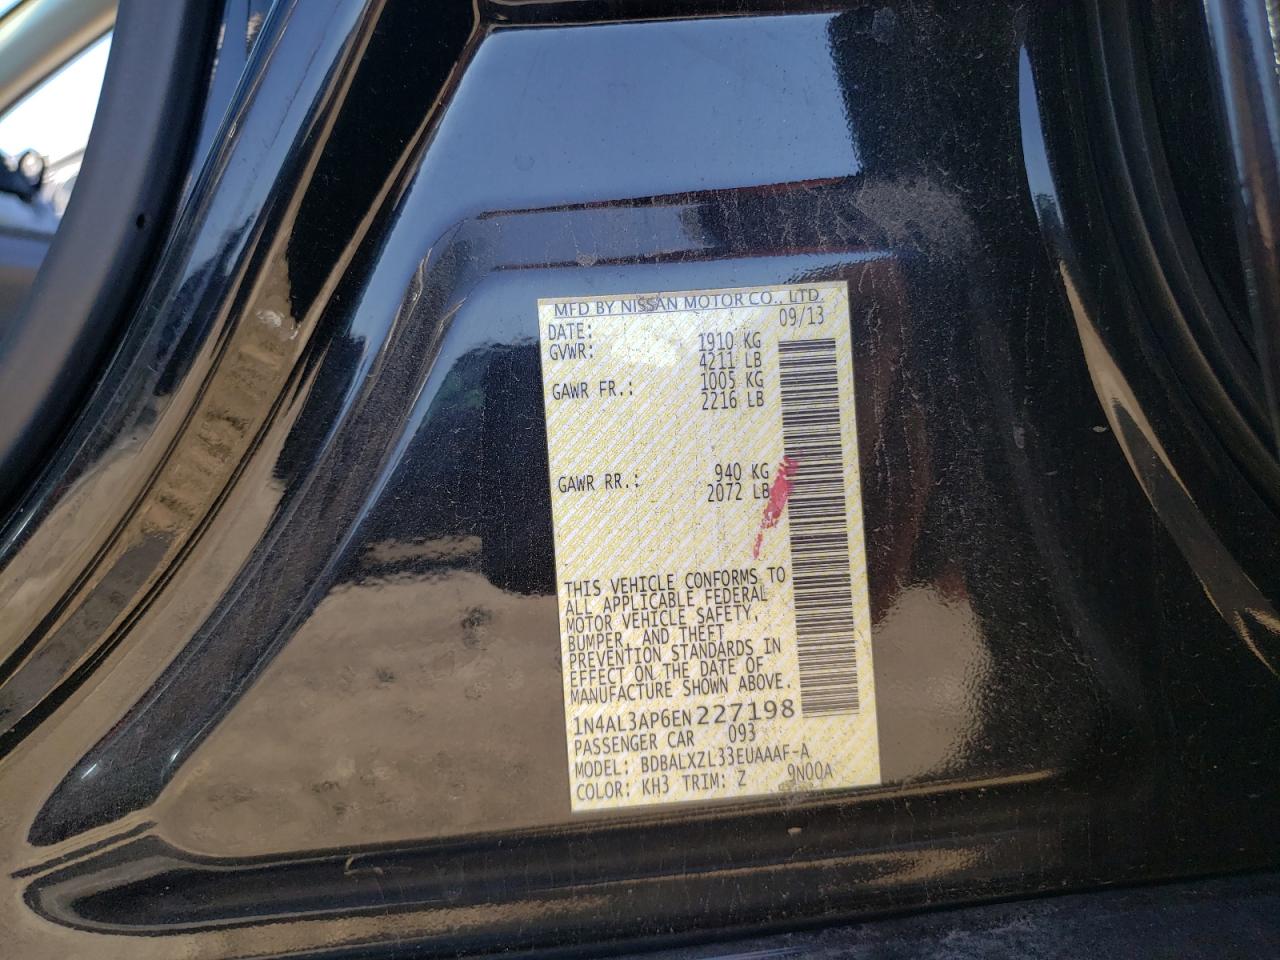 MFD BY NISSAN MOTOR CO., LTD.
DATE: 09/13
GVWR: 1910 KG
4211 LB
GAWR FR.: 1005 KG
2216 LB
GAWR RR.: 940 KG
2072 LB
THIS VEHICLE CONFORMS TO
ALL APPLICABLE FEDERAL
MOTOR VEHICLE SAFETY,
BUMPER, AND THEFT
PREVENTION STANDARDS IN
EFFECT ON THE DATE OF
MANUFACTURE SHOWN ABOVE.
1N4AL3AP6EN227198
PASSENGER CAR 093
MODEL: BDBALXZL33EUAAAF-A
COLOR: KH3 TRIM: Z 9N00A